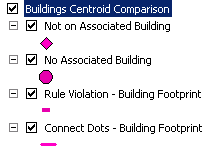 Buildings Centroid Comparison
Not on Associated Building
No Associated Building
Rule Violation - Building Footprint
Connect Dots - Building Footprint